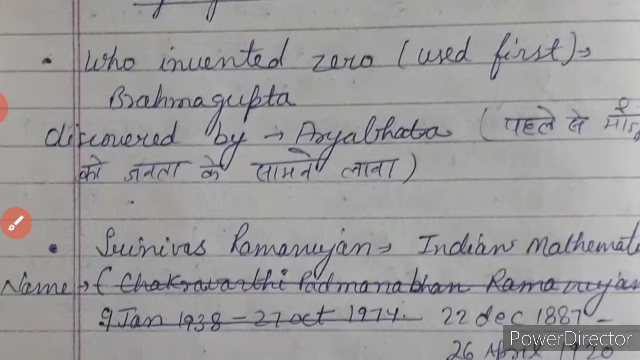 • Who invented zero (used first)→
Brahmagupta
discovered by → Aryabhata (पहले से
को जनता के सामने लाना)
• Srinivas Ramanujan→ Indian Mathemat
Name→ (Chakravarthi Padmanabhan Ramanujan
9 Jan 1938 - 27 oct 1974 22 dec 1887-
26 April 1920
PowerDirector